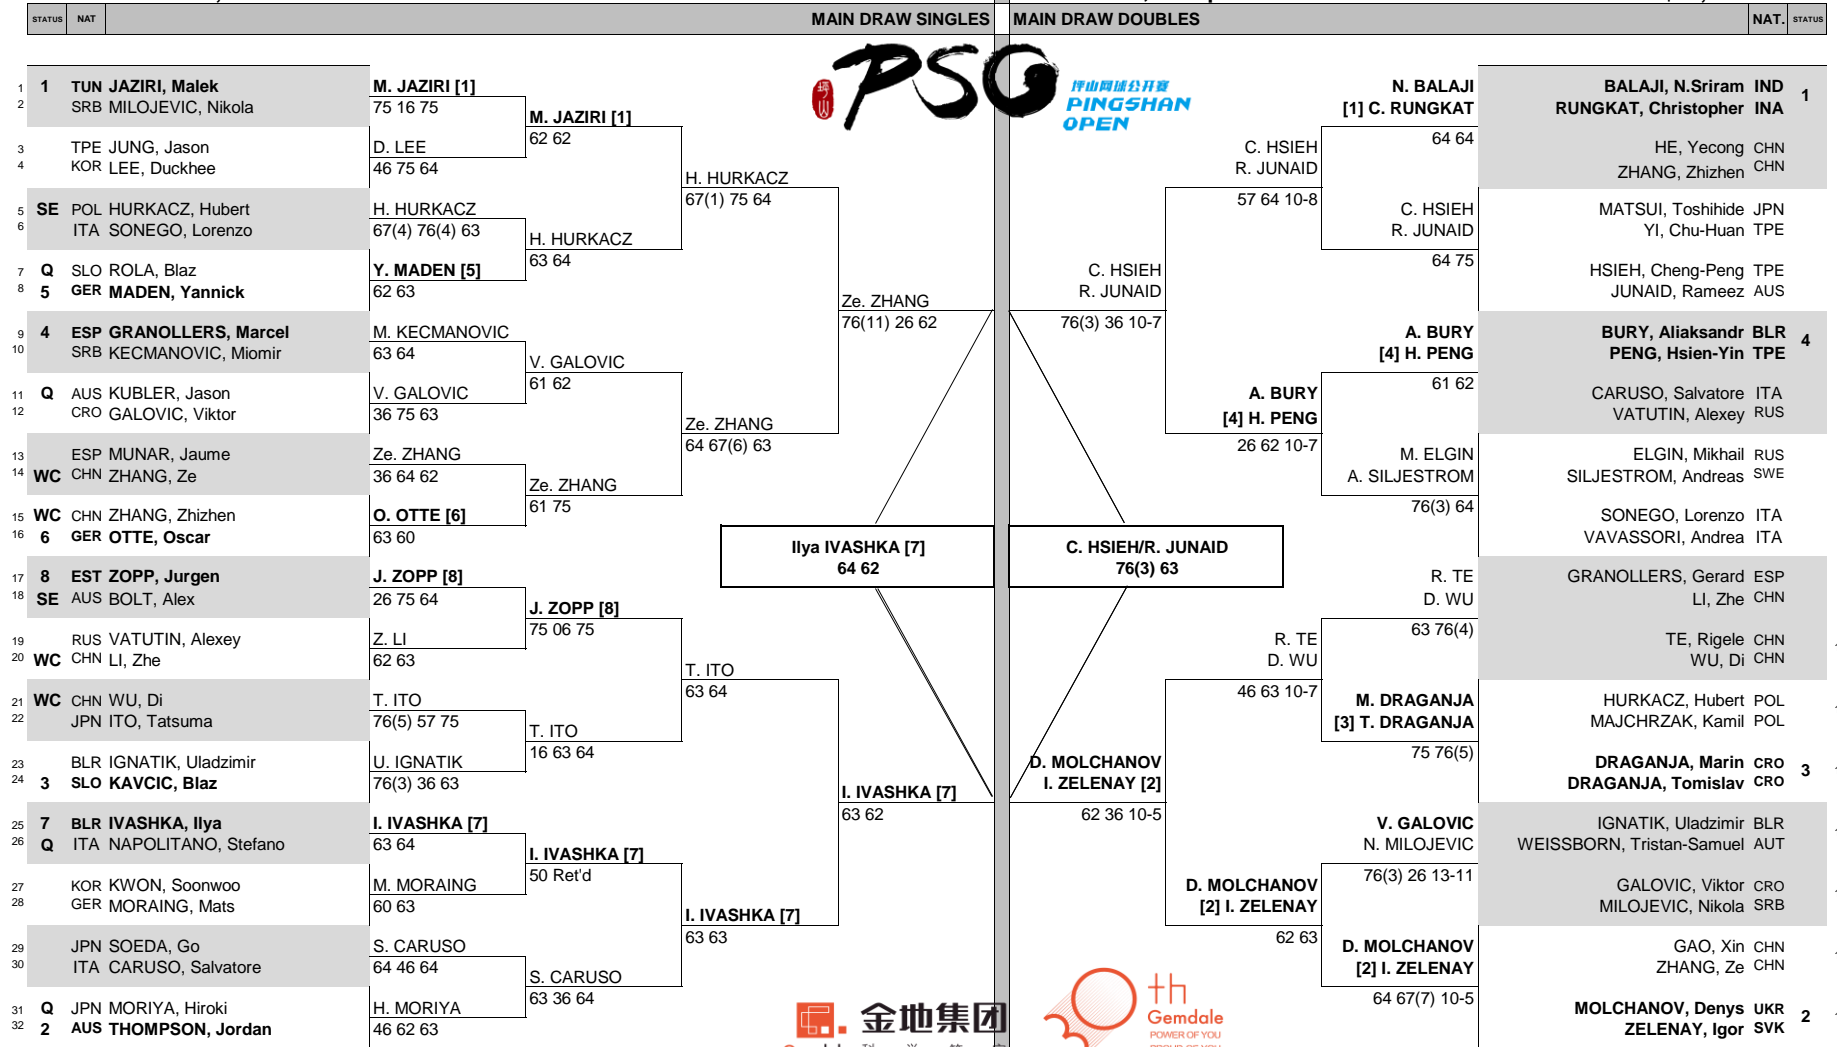 STATUS NAT MAIN DRAW SINGLES MAIN DRAW DOUBLES NAT. STATUS
PSO
坪山
坪山网球公开赛
PINGSHAN
OPEN
1 1 TUN JAZIRI, Malek
2 SRB MILOJEVIC, Nikola
3 TPE JUNG, Jason
4 KOR LEE, Duckhee
5 SE POL HURKACZ, Hubert
6 ITA SONEGO, Lorenzo
7 Q SLO ROLA, Blaz
8 5 GER MADEN, Yannick
9 4 ESP GRANOLLERS, Marcel
10 SRB KECMANOVIC, Miomir
11 Q AUS KUBLER, Jason
12 CRO GALOVIC, Viktor
13 ESP MUNAR, Jaume
14 WC CHN ZHANG, Ze
15 WC CHN ZHANG, Zhizhen
16 6 GER OTTE, Oscar
17 8 EST ZOPP, Jurgen
18 SE AUS BOLT, Alex
19 RUS VATUTIN, Alexey
20 WC CHN LI, Zhe
21 WC CHN WU, Di
22 JPN ITO, Tatsuma
23 BLR IGNATIK, Uladzimir
24 3 SLO KAVCIC, Blaz
25 7 BLR IVASHKA, Ilya
26 Q ITA NAPOLITANO, Stefano
27 KOR KWON, Soonwoo
28 GER MORAING, Mats
29 JPN SOEDA, Go
30 ITA CARUSO, Salvatore
31 Q JPN MORIYA, Hiroki
32 2 AUS THOMPSON, Jordan
M. JAZIRI [1]
75 16 75
D. LEE
46 75 64
H. HURKACZ
67(4) 76(4) 63
Y. MADEN [5]
62 63
M. KECMANOVIC
63 64
V. GALOVIC
36 75 63
Ze. ZHANG
36 64 62
O. OTTE [6]
63 60
J. ZOPP [8]
26 75 64
Z. LI
62 63
T. ITO
76(5) 57 75
U. IGNATIK
76(3) 36 63
I. IVASHKA [7]
63 64
M. MORAING
60 63
S. CARUSO
64 46 64
H. MORIYA
46 62 63
M. JAZIRI [1]
62 62
H. HURKACZ
63 64
V. GALOVIC
61 62
Ze. ZHANG
61 75
J. ZOPP [8]
75 06 75
T. ITO
16 63 64
I. IVASHKA [7]
50 Ret'd
S. CARUSO
63 36 64
H. HURKACZ
67(1) 75 64
Ze. ZHANG
64 67(6) 63
T. ITO
63 64
I. IVASHKA [7]
63 63
Ze. ZHANG
76(11) 26 62
I. IVASHKA [7]
63 62
Ilya IVASHKA [7]
64 62
C. HSIEH/R. JUNAID
76(3) 63
C. HSIEH
R. JUNAID
76(3) 36 10-7
D. MOLCHANOV
I. ZELENAY [2]
62 36 10-5
C. HSIEH
R. JUNAID
57 64 10-8
A. BURY
[4] H. PENG
26 62 10-7
R. TE
D. WU
46 63 10-7
D. MOLCHANOV
[2] I. ZELENAY
62 63
N. BALAJI
[1] C. RUNGKAT
64 64
C. HSIEH
R. JUNAID
64 75
A. BURY
[4] H. PENG
61 62
M. ELGIN
A. SILJESTROM
76(3) 64
R. TE
D. WU
63 76(4)
M. DRAGANJA
[3] T. DRAGANJA
75 76(5)
V. GALOVIC
N. MILOJEVIC
76(3) 26 13-11
D. MOLCHANOV
[2] I. ZELENAY
64 67(7) 10-5
BALAJI, N.Sriram IND 1
RUNGKAT, Christopher INA
HE, Yecong CHN
ZHANG, Zhizhen CHN
MATSUI, Toshihide JPN
YI, Chu-Huan TPE
HSIEH, Cheng-Peng TPE
JUNAID, Rameez AUS
BURY, Aliaksandr BLR 4
PENG, Hsien-Yin TPE
CARUSO, Salvatore ITA
VATUTIN, Alexey RUS
ELGIN, Mikhail RUS
SILJESTROM, Andreas SWE
SONEGO, Lorenzo ITA
VAVASSORI, Andrea ITA
GRANOLLERS, Gerard ESP
LI, Zhe CHN
TE, Rigele CHN
WU, Di CHN
HURKACZ, Hubert POL
MAJCHRZAK, Kamil POL
DRAGANJA, Marin CRO 3
DRAGANJA, Tomislav CRO
IGNATIK, Uladzimir BLR
WEISSBORN, Tristan-Samuel AUT
GALOVIC, Viktor CRO
MILOJEVIC, Nikola SRB
GAO, Xin CHN
ZHANG, Ze CHN
MOLCHANOV, Denys UKR 2
ZELENAY, Igor SVK
金地集团
th
Gemdale
POWER OF YOU